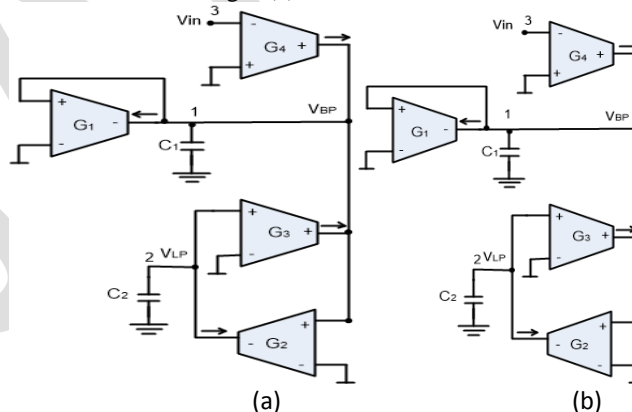 Vin 3
-
G4
+
+
Vin 3
-
G4
+
+
G1
-
-
1
VBP
C1
+
G1
-
-
1
VBP
C1
+
G3
+
-
2 VLP
C2
+
G3
+
-
2 VLP
C2
-
G2
+
-
-
G2
+
-
(a)
(b)